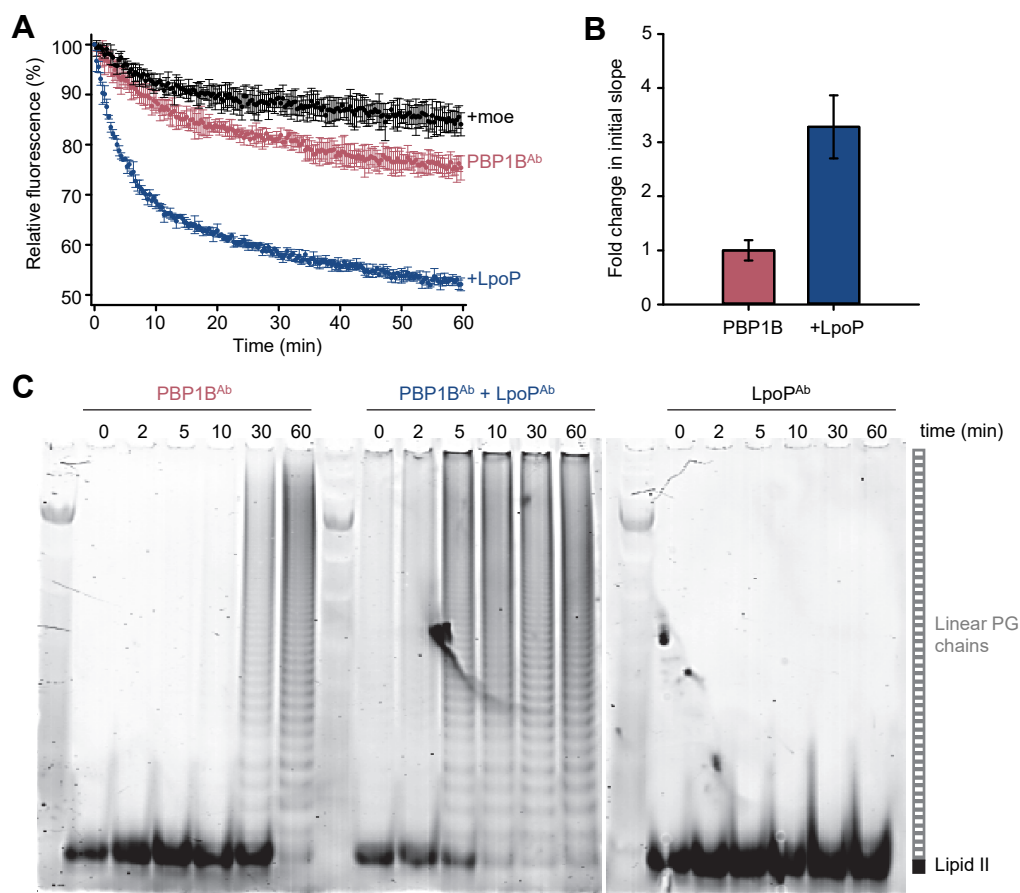 A
Relative fluorescence (%)
100
90
80
70
60
50
0 10 20 30 40 50 60
Time (min)
+moe
PBP1B^Ab
+LpoP
B
Fold change in initial slope
5
4
3
2
1
0
PBP1B +LpoP
C
PBP1B^Ab PBP1B^Ab + LpoP^Ab LpoP^Ab
0 2 5 10 30 60 0 2 5 10 30 60 0 2 5 10 30 60 time (min)
Linear PG
chains
Lipid II